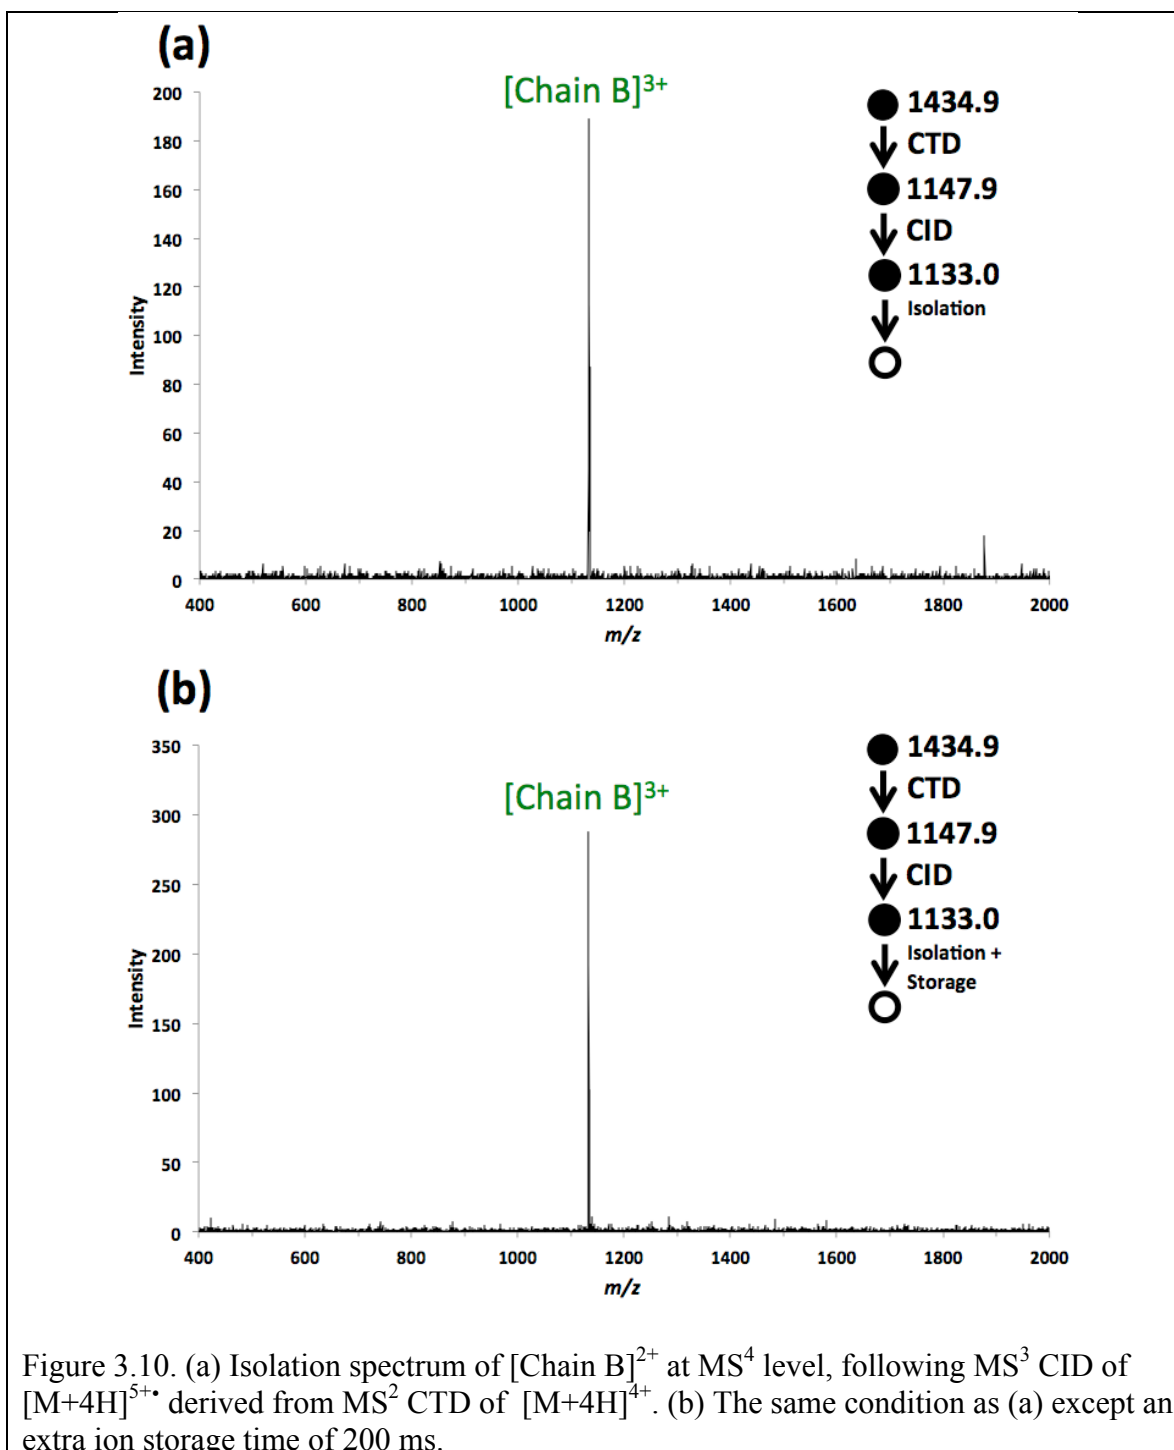 (a)
[Chain B]³⁺
200
180
160
140
120
100
80
60
40
20
0
Intensity
400 600 800 1000 1200 1400 1600 1800 2000
m/z
1434.9
CTD
1147.9
CID
1133.0
Isolation
(b)
[Chain B]³⁺
350
300
250
200
150
100
50
0
Intensity
400 600 800 1000 1200 1400 1600 1800 2000
m/z
1434.9
CTD
1147.9
CID
1133.0
Isolation +
Storage
Figure 3.10. (a) Isolation spectrum of [Chain B]²⁺ at MS⁴ level, following MS³ CID of
[M+4H]⁵⁺• derived from MS² CTD of [M+4H]⁴⁺. (b) The same condition as (a) except an
extra ion storage time of 200 ms.